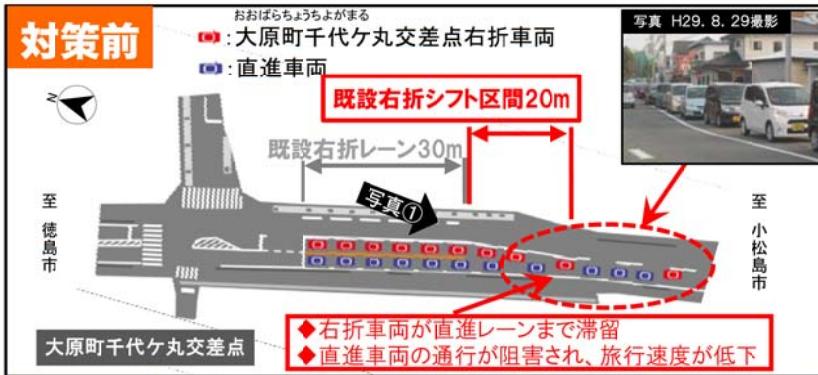 対策前
おおばらちょうちよがまる
:大原町千代ケ丸交差点右折車両
:直進車両
写真 H29.8.29撮影
既設右折シフト区間20m
N
既設右折レーン30m
写真①
至 徳島市
至 小松島市
◆右折車両が直進レーンまで滞留
◆直進車両の通行が阻害され、旅行速度が低下
大原町千代ケ丸交差点